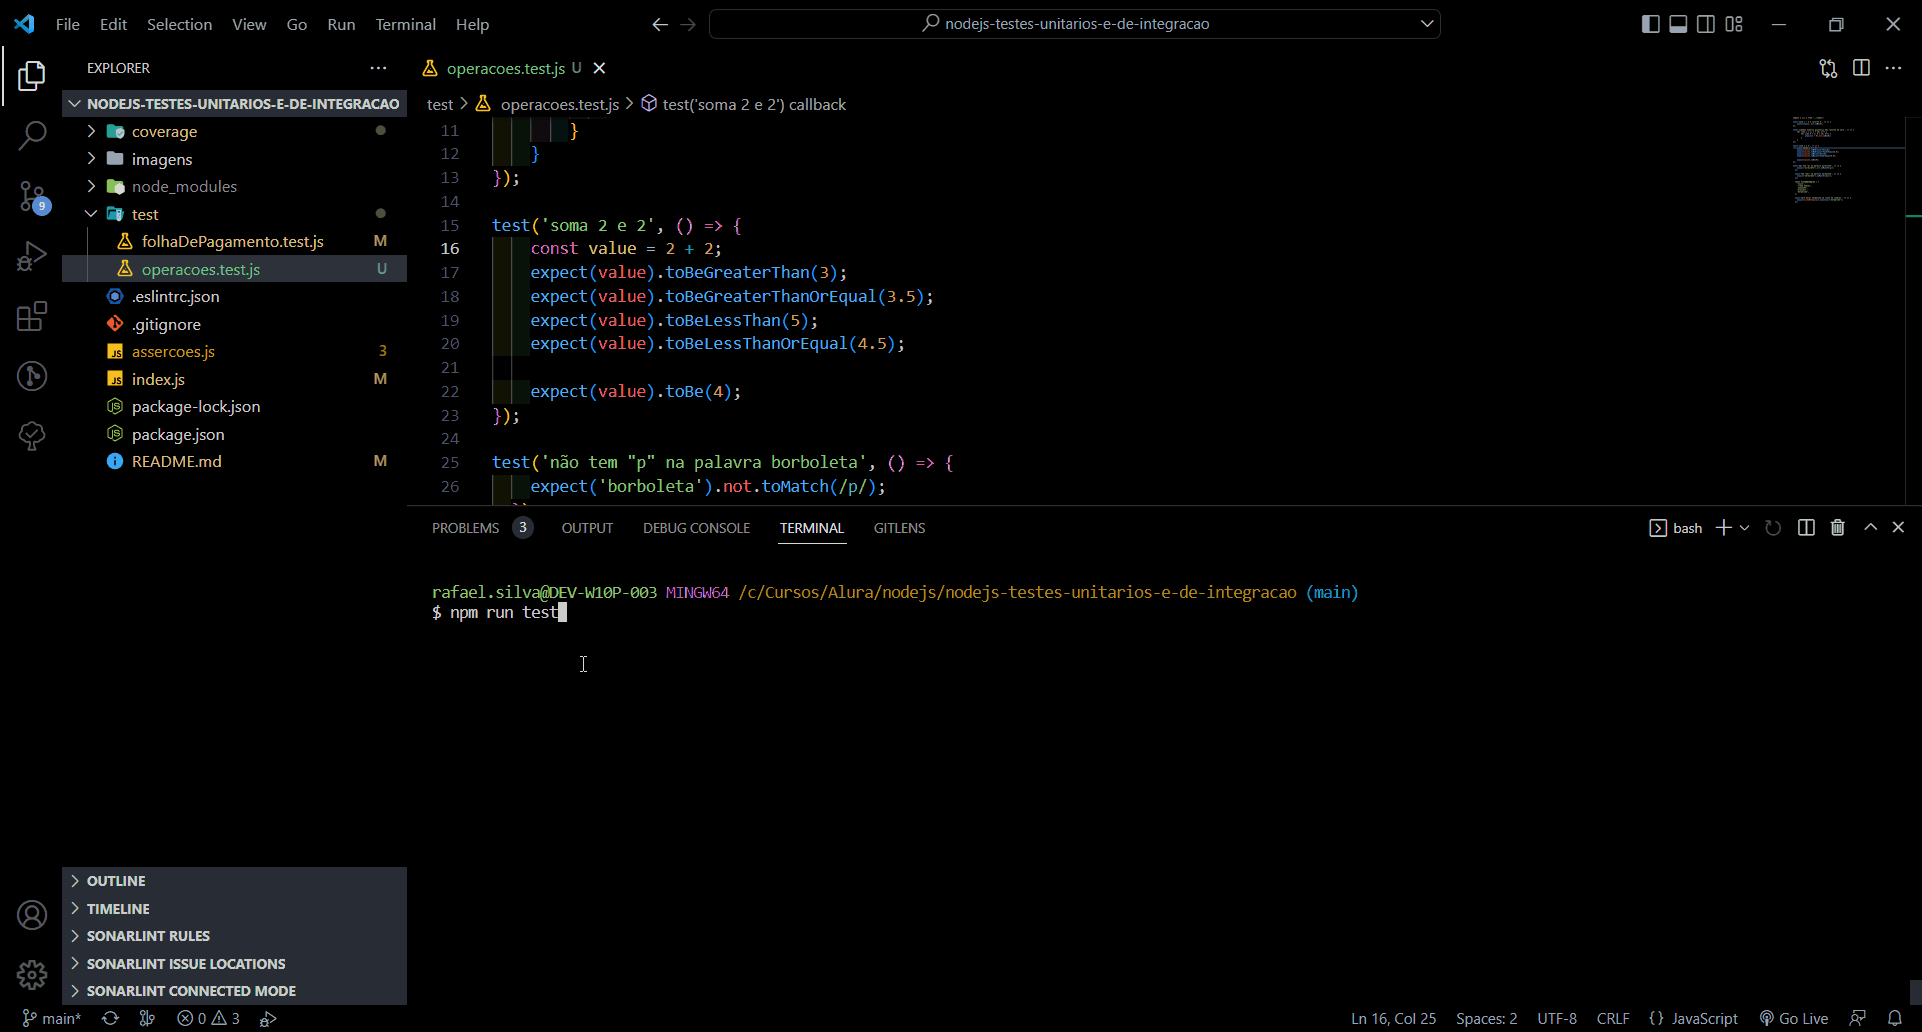 File Edit Selection View Go Run Terminal Help
nodejs-testes-unitarios-e-de-integracao
EXPLORER
NODEJS-TESTES-UNITARIOS-E-DE-INTEGRACAO
coverage
imagens
node_modules
test
folhaDePagamento.test.js M
operacoes.test.js U
.eslintrc.json
.gitignore
assercoes.js 3
index.js M
package-lock.json
package.json
README.md M
9
OUTLINE
TIMELINE
SONARLINT RULES
SONARLINT ISSUE LOCATIONS
SONARLINT CONNECTED MODE
operacoes.test.js U
test > operacoes.test.js > test('soma 2 e 2') callback
11 }
12 }
13 });
14
15 test('soma 2 e 2', () => {
16 const value = 2 + 2;
17 expect(value).toBeGreaterThan(3);
18 expect(value).toBeGreaterThanOrEqual(3.5);
19 expect(value).toBeLessThan(5);
20 expect(value).toBeLessThanOrEqual(4.5);
21
22 expect(value).toBe(4);
23 });
24
25 test('não tem "p" na palavra borboleta', () => {
26 expect('borboleta').not.toMatch(/p/);
PROBLEMS 3 OUTPUT DEBUG CONSOLE TERMINAL GITLENS
bash
rafael.silva@DEV-W10P-003 MINGW64 /c/Cursos/Alura/nodejs/nodejs-testes-unitarios-e-de-integracao (main)
$ npm run test
main* 0 3
Ln 16, Col 25 Spaces: 2 UTF-8 CRLF {} JavaScript Go Live